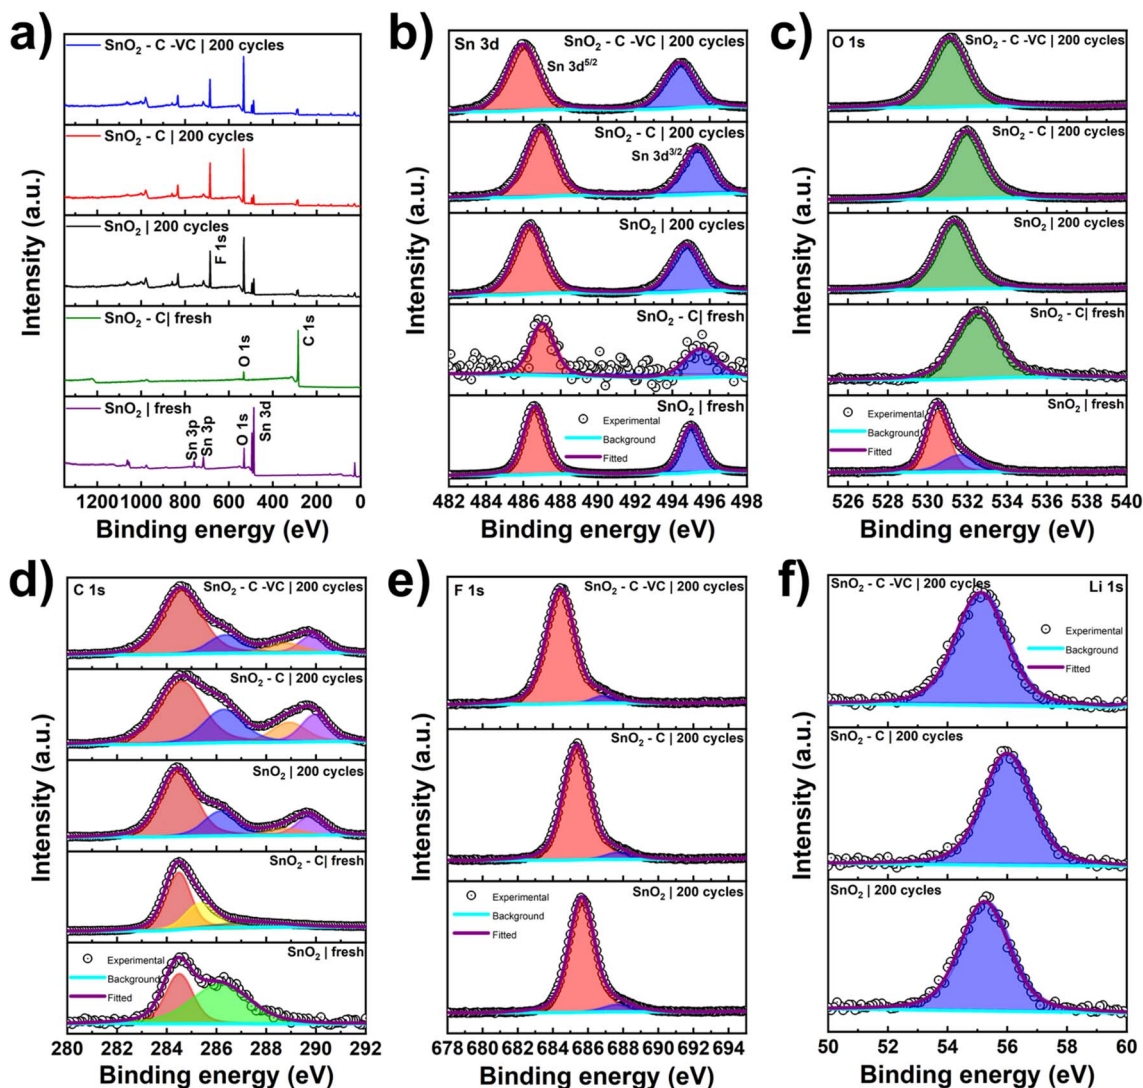 a)
SnO2 - C -VC | 200 cycles
SnO2 - C | 200 cycles
SnO2 | 200 cycles
F 1s
SnO2 - C| fresh
O 1s
C 1s
SnO2 | fresh
Sn 3p
Sn 3p
O 1s
Sn 3d
Intensity (a.u.)
1200 1000 800 600 400 200 0
Binding energy (eV)
b)
Sn 3d
SnO2 - C -VC | 200 cycles
Sn 3d5/2
SnO2 - C | 200 cycles
Sn 3d3/2
SnO2 | 200 cycles
SnO2 - C| fresh
SnO2 | fresh
Experimental
Background
Fitted
Intensity (a.u.)
482 484 486 488 490 492 494 496 498
Binding energy (eV)
c)
O 1s
SnO2 - C -VC | 200 cycles
SnO2 - C | 200 cycles
SnO2 | 200 cycles
SnO2 - C| fresh
SnO2 | fresh
Experimental
Background
Fitted
Intensity (a.u.)
526 528 530 532 534 536 538 540
Binding energy (eV)
d)
C 1s
SnO2 - C -VC | 200 cycles
SnO2 - C | 200 cycles
SnO2 | 200 cycles
SnO2 - C| fresh
SnO2 | fresh
Experimental
Background
Fitted
Intensity (a.u.)
280 282 284 286 288 290 292
Binding energy (eV)
e)
F 1s
SnO2 - C -VC | 200 cycles
SnO2 - C | 200 cycles
SnO2 | 200 cycles
Experimental
Background
Fitted
Intensity (a.u.)
678 680 682 684 686 688 690 692 694
Binding energy (eV)
f)
SnO2 - C -VC | 200 cycles
Li 1s
Experimental
Background
Fitted
SnO2 - C | 200 cycles
SnO2 | 200 cycles
Intensity (a.u.)
50 52 54 56 58 60
Binding energy (eV)